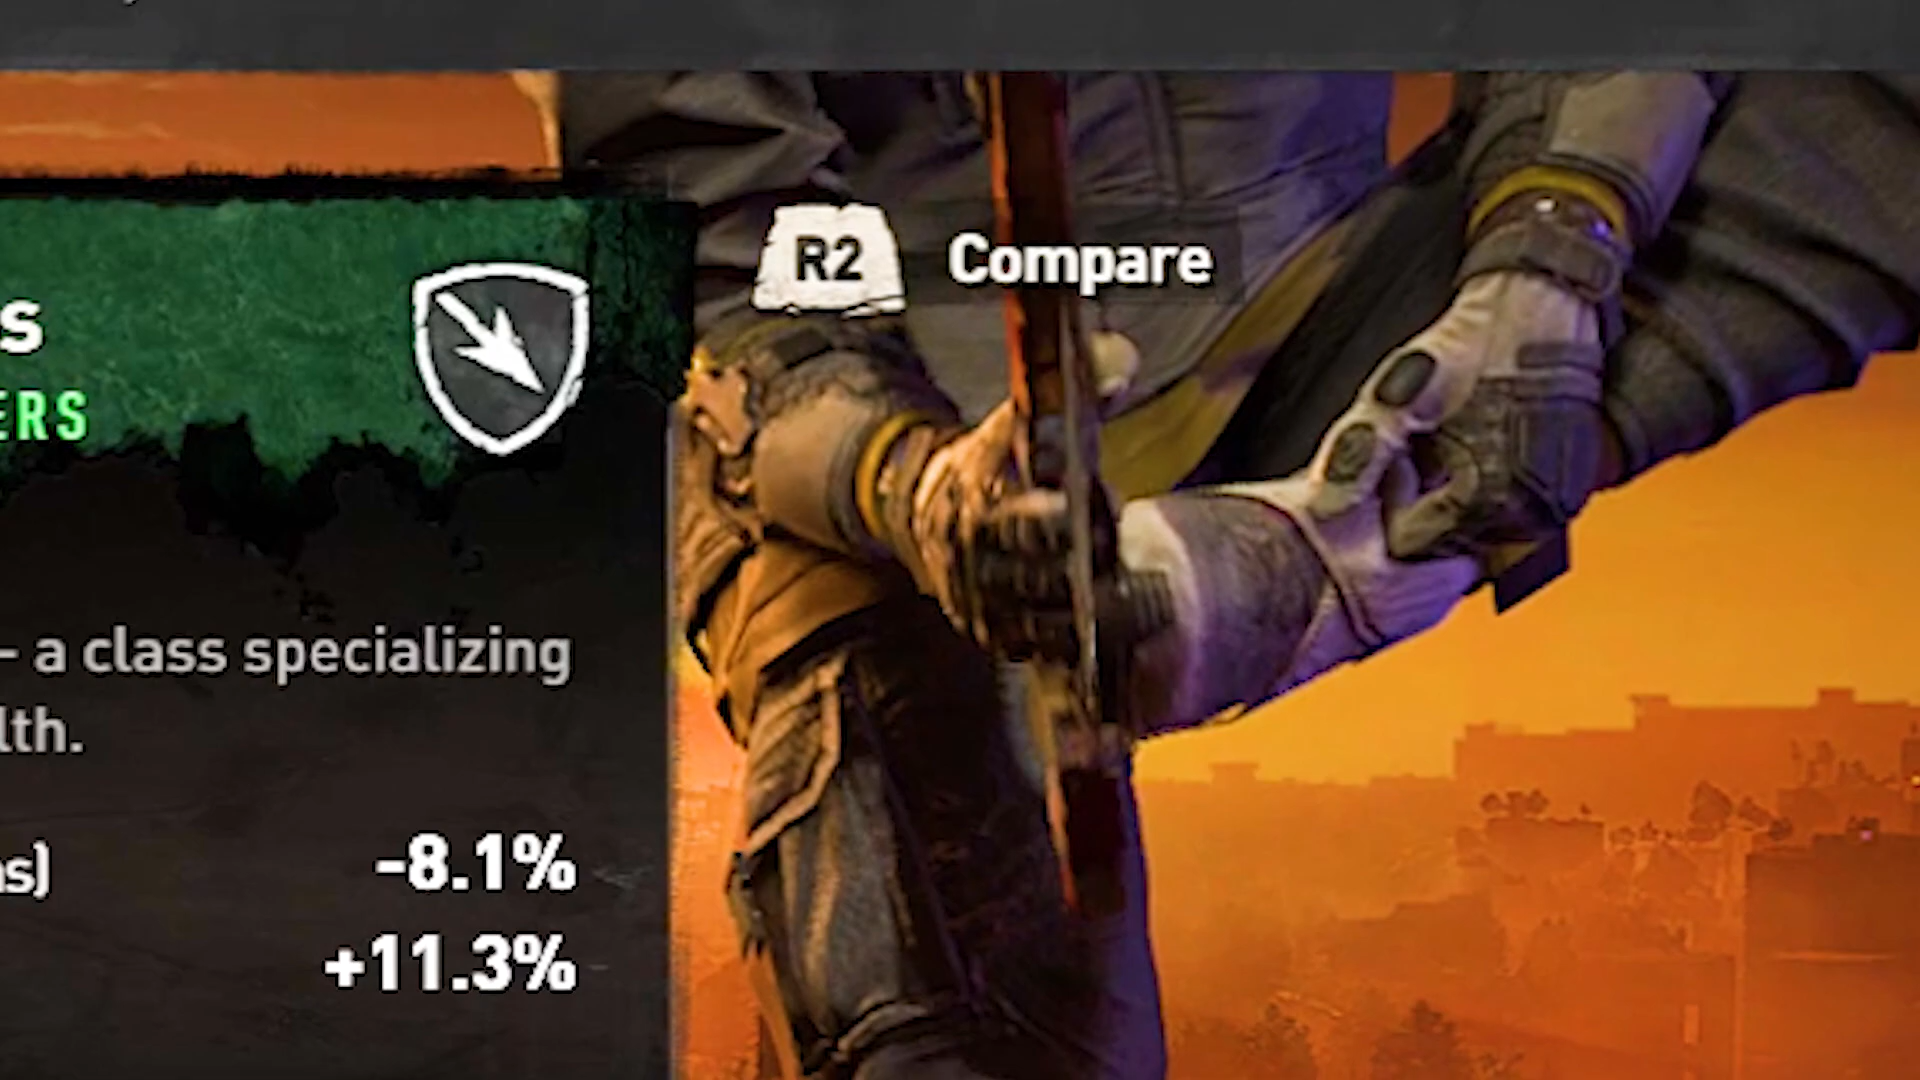 R2 Compare
s
ERS
- a class specializing
lth.
ns) -8.1%
+11.3%